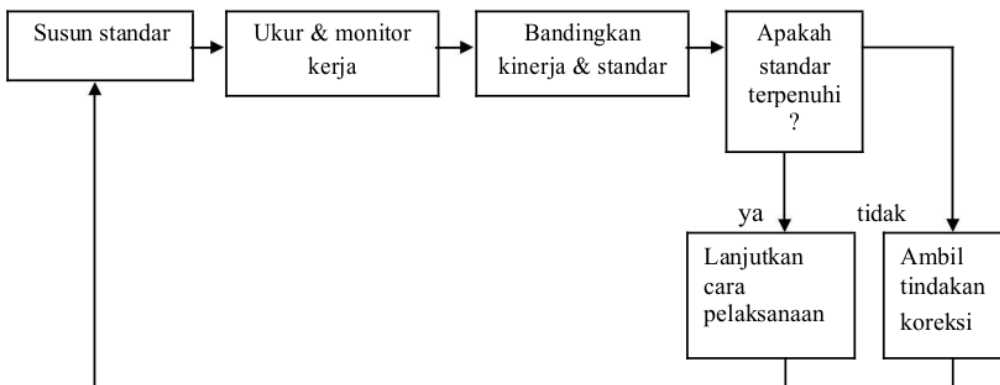 Susun standar
Ukur & monitor
kerja
Bandingkan
kinerja & standar
Apakah
standar
terpenuhi
?
ya
tidak
Lanjutkan
cara
pelaksanaan
Ambil
tindakan
koreksi